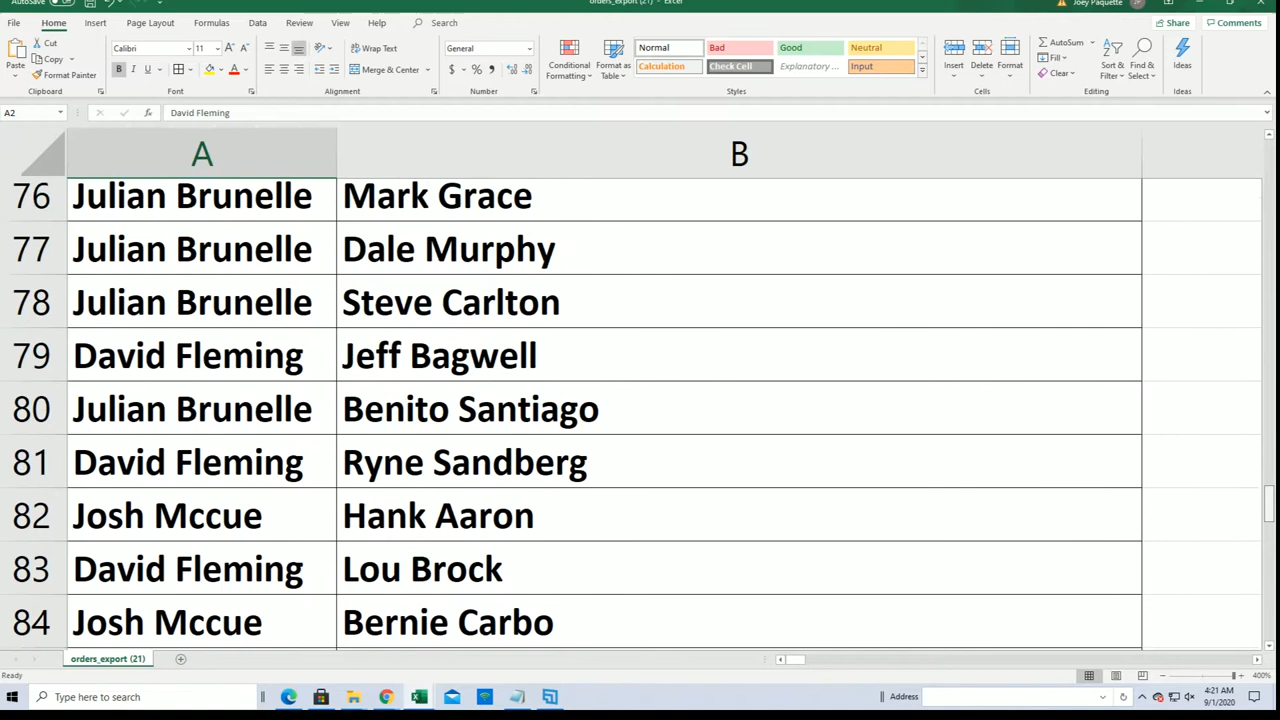 AutoSave Off orders_export (21) - Excel Joey Paquette JP
File Home Insert Page Layout Formulas Data Review View Help Search Share Comments
Cut Calibri 11 Wrap Text General Normal Bad Good Neutral AutoSum
Copy Fill
Paste Format Painter Merge & Center Conditional Formatting Format as Table Calculation Check Cell Explanatory ... Input Insert Delete Format Clear Sort & Filter Find & Select Ideas
Clipboard Font Alignment Number Styles Cells Editing Ideas
A2 David Fleming
A B
76 Julian Brunelle Mark Grace
77 Julian Brunelle Dale Murphy
78 Julian Brunelle Steve Carlton
79 David Fleming Jeff Bagwell
80 Julian Brunelle Benito Santiago
81 David Fleming Ryne Sandberg
82 Josh Mccue Hank Aaron
83 David Fleming Lou Brock
84 Josh Mccue Bernie Carbo
orders_export (21)
Ready 400%
Type here to search Address 4:21 AM
9/1/2020